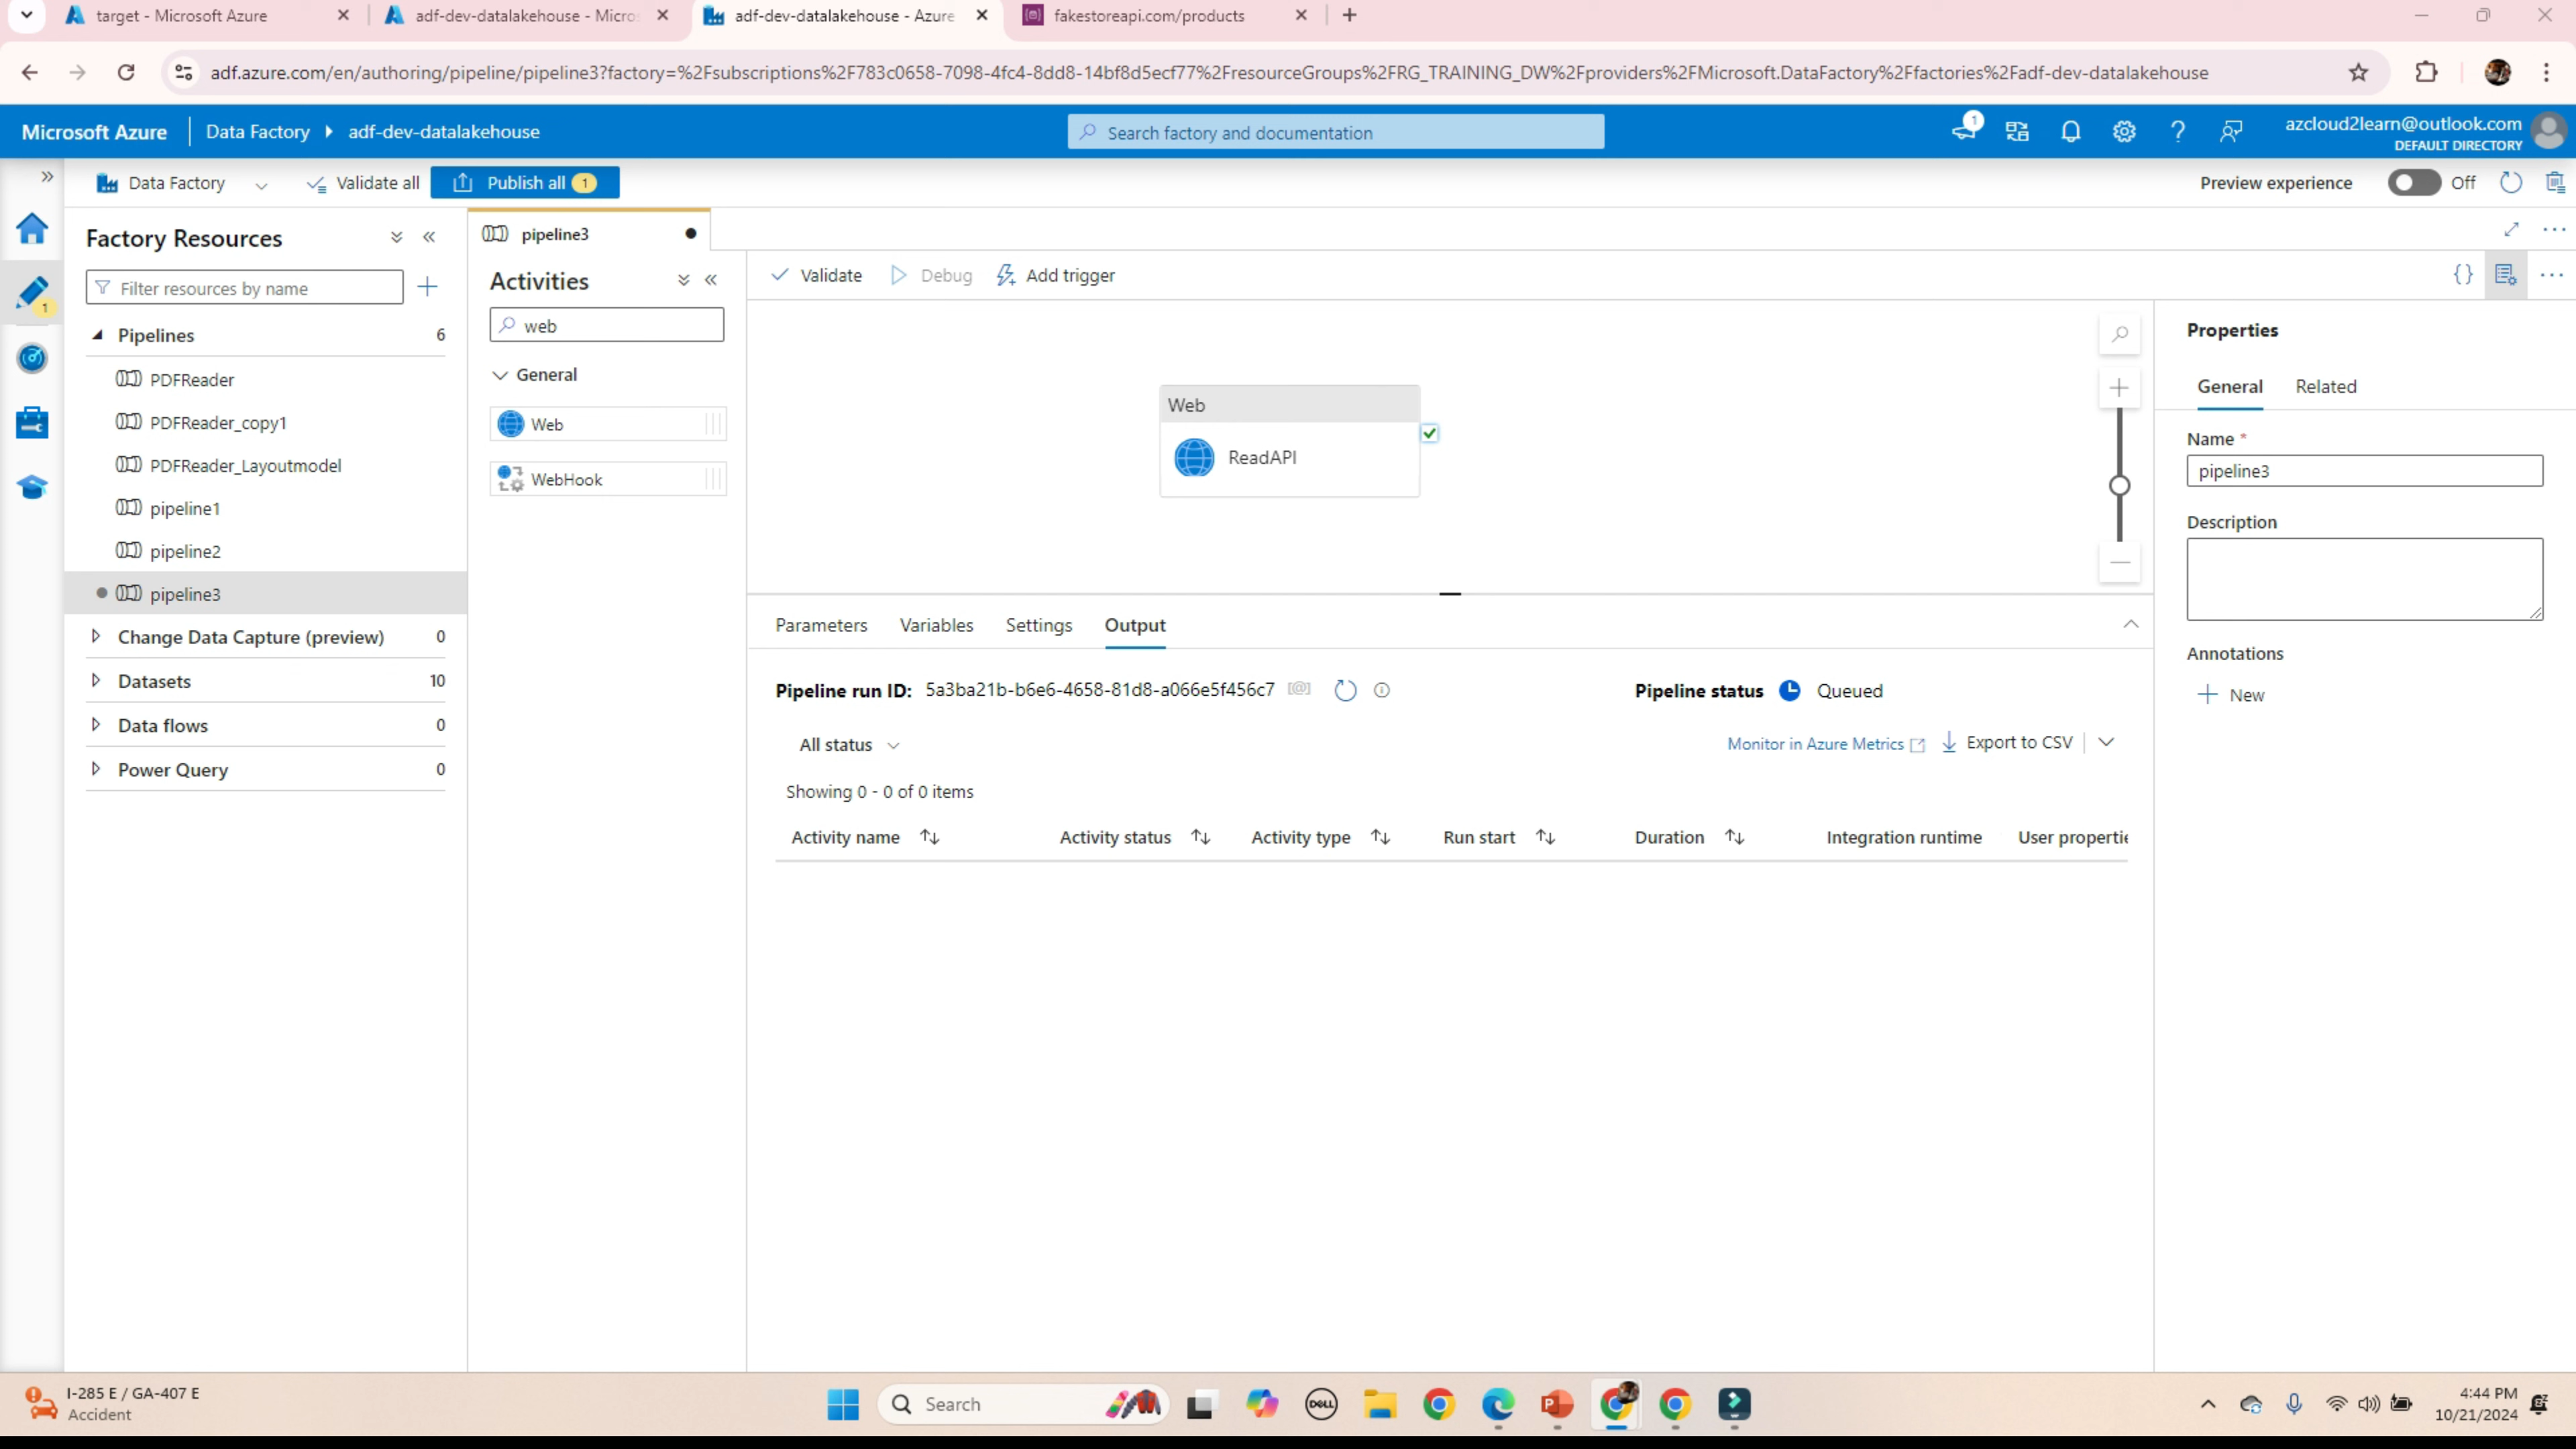 target - Microsoft Azure
adf-dev-datalakehouse - Micros
adf-dev-datalakehouse - Azure
fakestoreapi.com/products
adf.azure.com/en/authoring/pipeline/pipeline3?factory=%2Fsubscriptions%2F783c0658-7098-4fc4-8dd8-14bf8d5ecf77%2FresourceGroups%2FRG_TRAINING_DW%2Fproviders%2FMicrosoft.DataFactory%2Ffactories%2Fadf-dev-datalakehouse
Microsoft Azure
Data Factory
adf-dev-datalakehouse
Search factory and documentation
1
azcloud2learn@outlook.com
DEFAULT DIRECTORY
Data Factory
Validate all
Publish all 1
Preview experience
Off
1
Factory Resources
Filter resources by name
Pipelines 6
PDFReader
PDFReader_copy1
PDFReader_Layoutmodel
pipeline1
pipeline2
pipeline3
Change Data Capture (preview) 0
Datasets 10
Data flows 0
Power Query 0
pipeline3
Activities
web
General
Web
WebHook
Validate
Debug
Add trigger
Web
ReadAPI
Parameters
Variables
Settings
Output
Pipeline run ID: 5a3ba21b-b6e6-4658-81d8-a066e5f456c7
Pipeline status Queued
All status
Monitor in Azure Metrics
Export to CSV
Showing 0 - 0 of 0 items
Activity name
Activity status
Activity type
Run start
Duration
Integration runtime
User propertie
Properties
General
Related
Name *
pipeline3
Description
Annotations
New
I-285 E / GA-407 E
Accident
Search
DELL
4:44 PM
10/21/2024